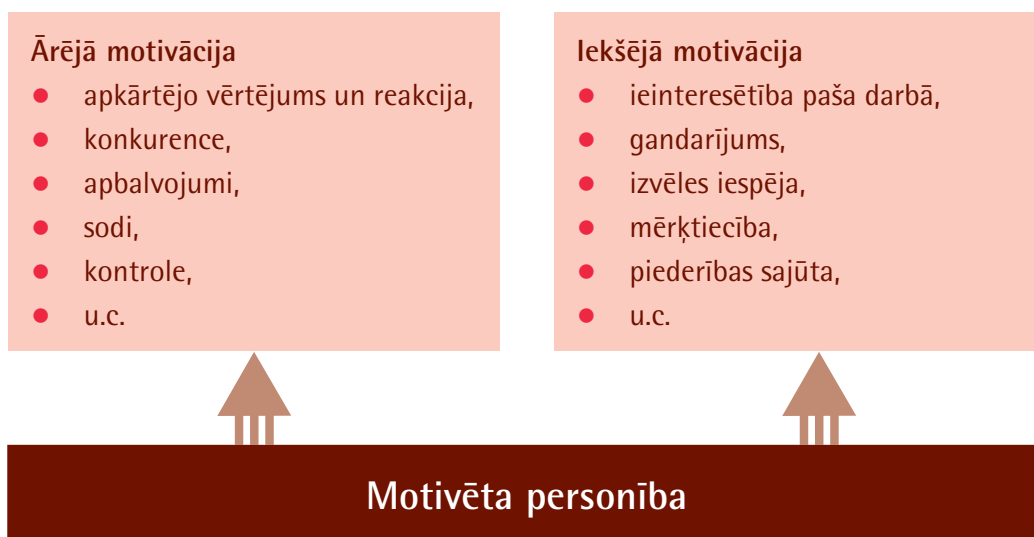 Ārējā motivācija
● apkārtējo vērtējums un reakcija,
● konkurence,
● apbalvojumi,
● sodi,
● kontrole,
● u.c.
Iekšējā motivācija
● ieinteresētība paša darbā,
● gandarījums,
● izvēles iespēja,
● mērķtiecība,
● piederības sajūta,
● u.c.
Motivēta personība